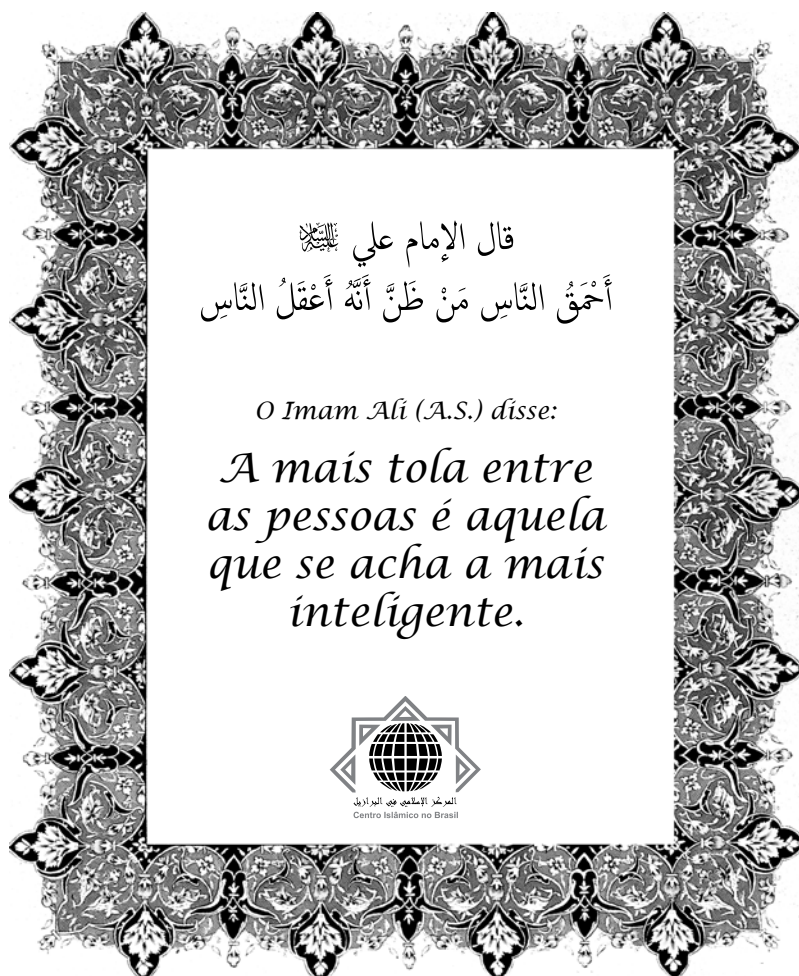 قال الإمام علي عليه السلام
أَحْمَقُ النَّاسِ مَنْ ظَنَّ أَنَّهُ أَعْقَلُ النَّاسِ
O Imam Ali (A.S.) disse:
A mais tola entre
as pessoas é aquela
que se acha a mais
inteligente.
المركز الإسلامي في البرازيل
Centro Islâmico no Brasil